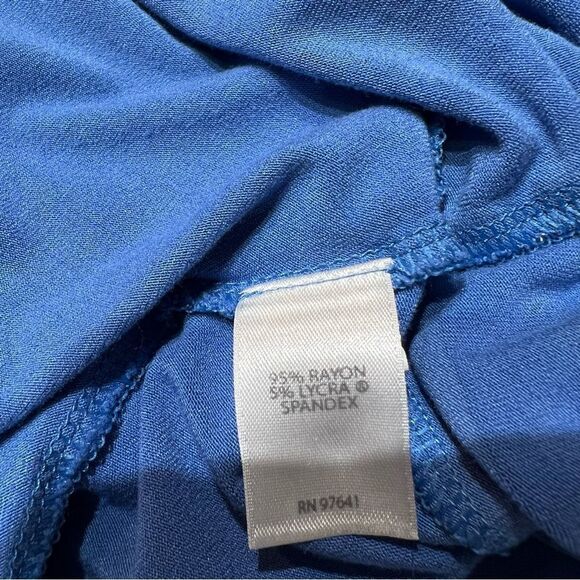 95% RAYON
5% LYCRA ®
SPANDEX
RN 97641